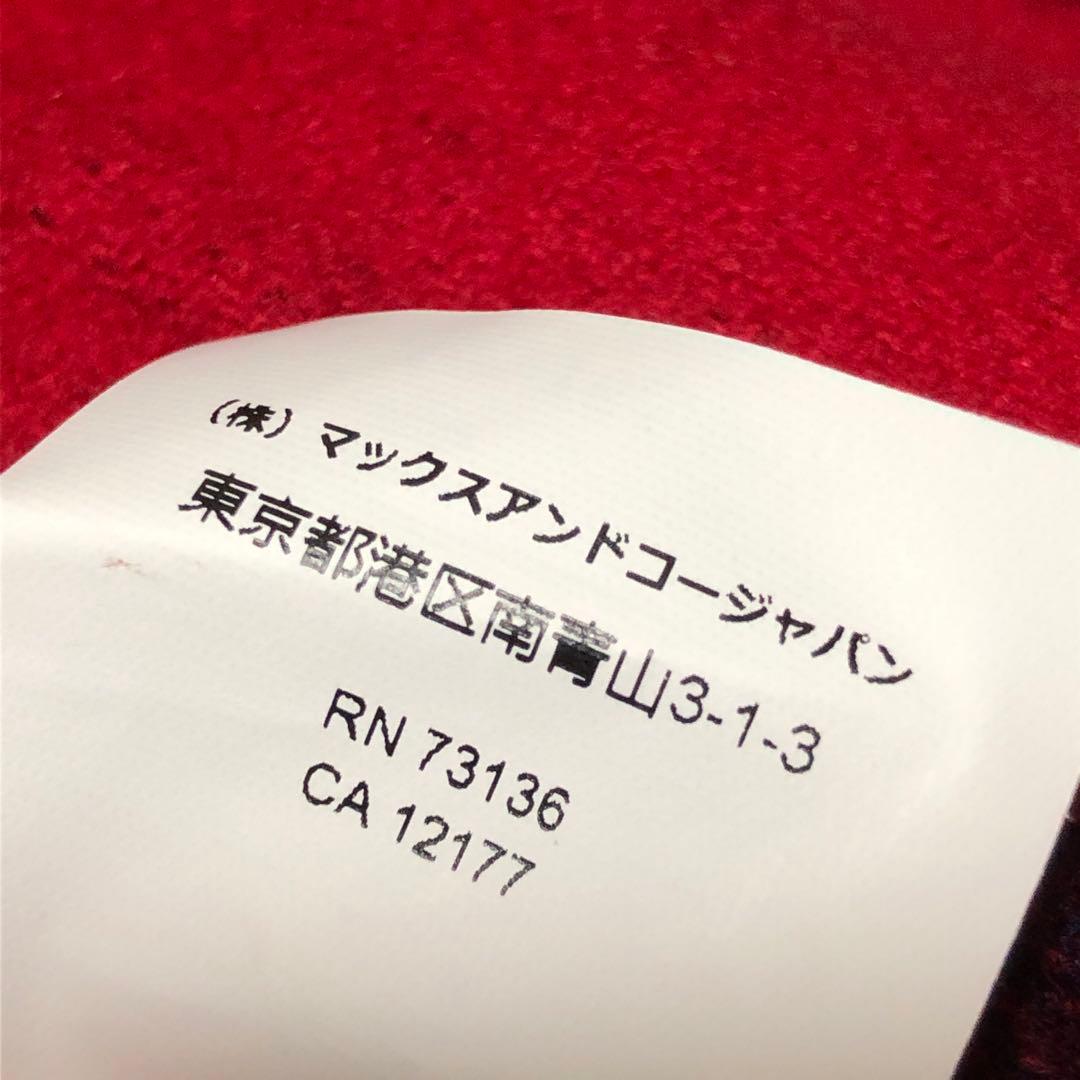 (株) マックスアンドコージャパン
東京都港区南青山3-1-3
RN 73136
CA 12177